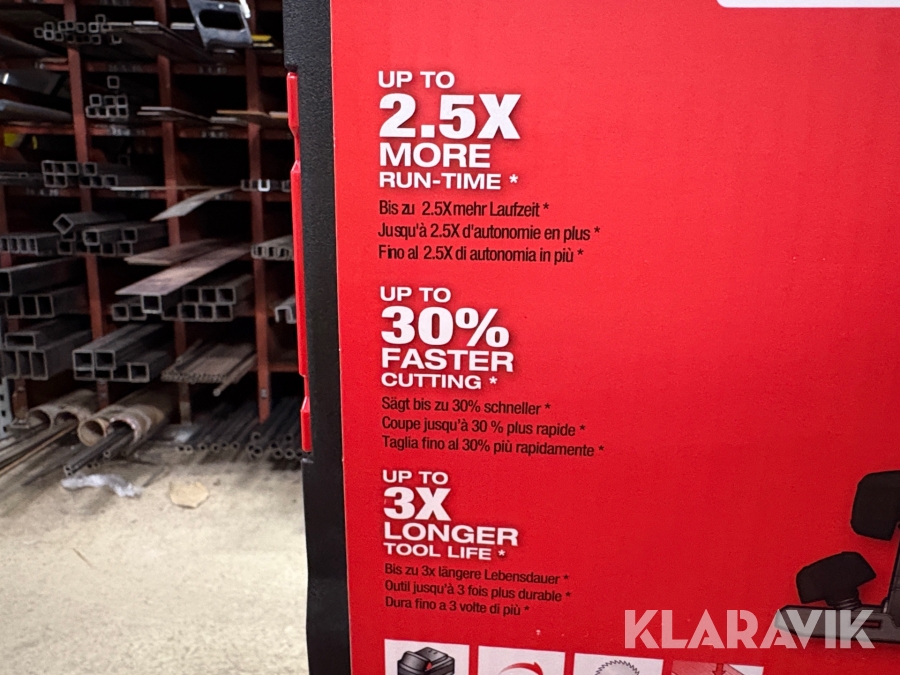 UP TO
2.5X
MORE
RUN-TIME *
Bis zu 2.5X mehr Laufzeit *
Jusqu'à 2.5X d'autonomie en plus *
Fino al 2.5X di autonomia in più *
UP TO
30%
FASTER
CUTTING *
Sägt bis zu 30% schneller *
Coupe jusqu'à 30 % plus rapide *
Taglia fino al 30% più rapidamente *
UP TO
3X
LONGER
TOOL LIFE *
Bis zu 3x längere Lebensdauer *
Outil jusqu'à 3 fois plus durable *
Dura fino a 3 volte di più *
KLARAVIK